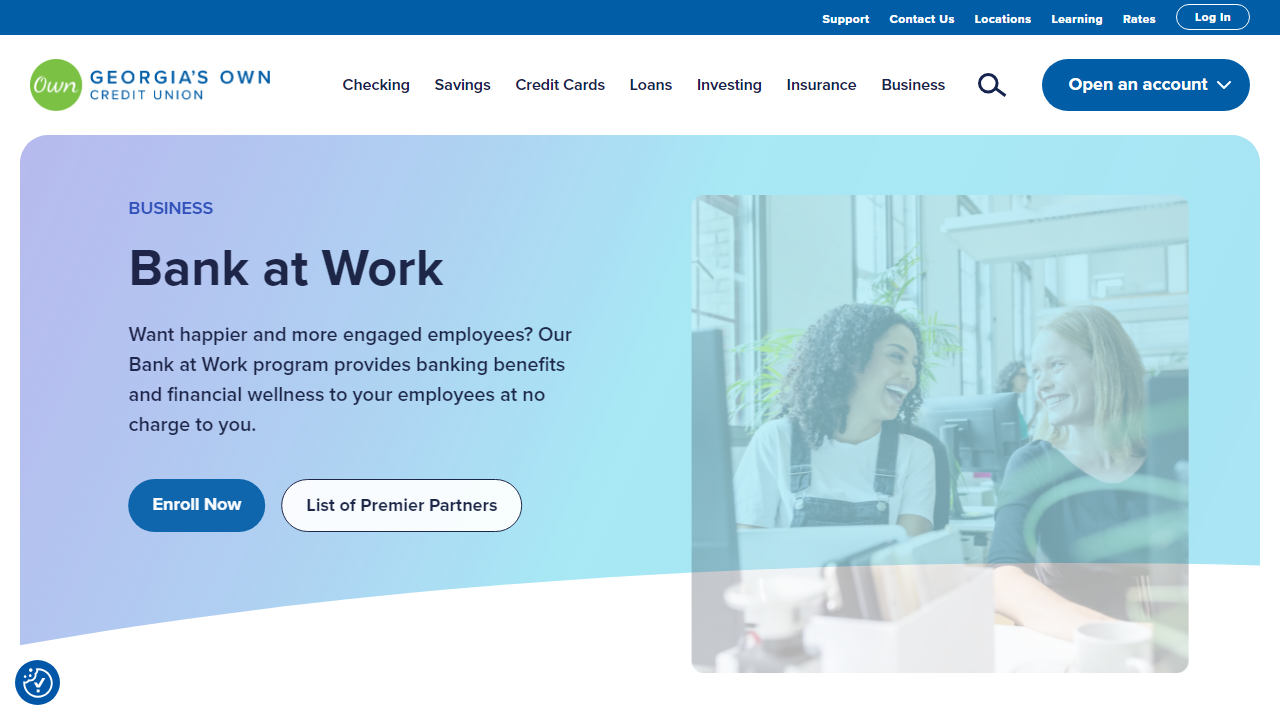 Support Contact Us Locations Learning Rates Log In
Own GEORGIA'S OWN
CREDIT UNION
Checking Savings Credit Cards Loans Investing Insurance Business Open an account
BUSINESS
Bank at Work
Want happier and more engaged employees? Our
Bank at Work program provides banking benefits
and financial wellness to your employees at no
charge to you.
Enroll Now List of Premier Partners